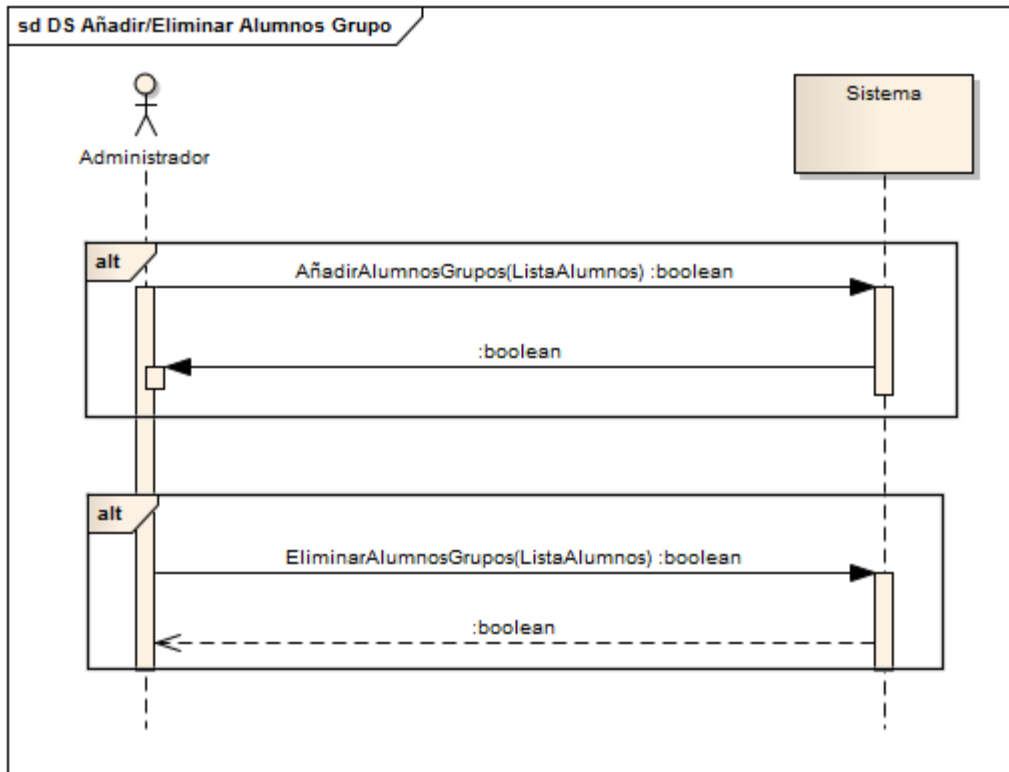 sd DS Añadir/Eliminar Alumnos Grupo
Administrador
Sistema
alt
AñadirAlumnosGrupos(ListaAlumnos) :boolean
:boolean
alt
EliminarAlumnosGrupos(ListaAlumnos) :boolean
:boolean